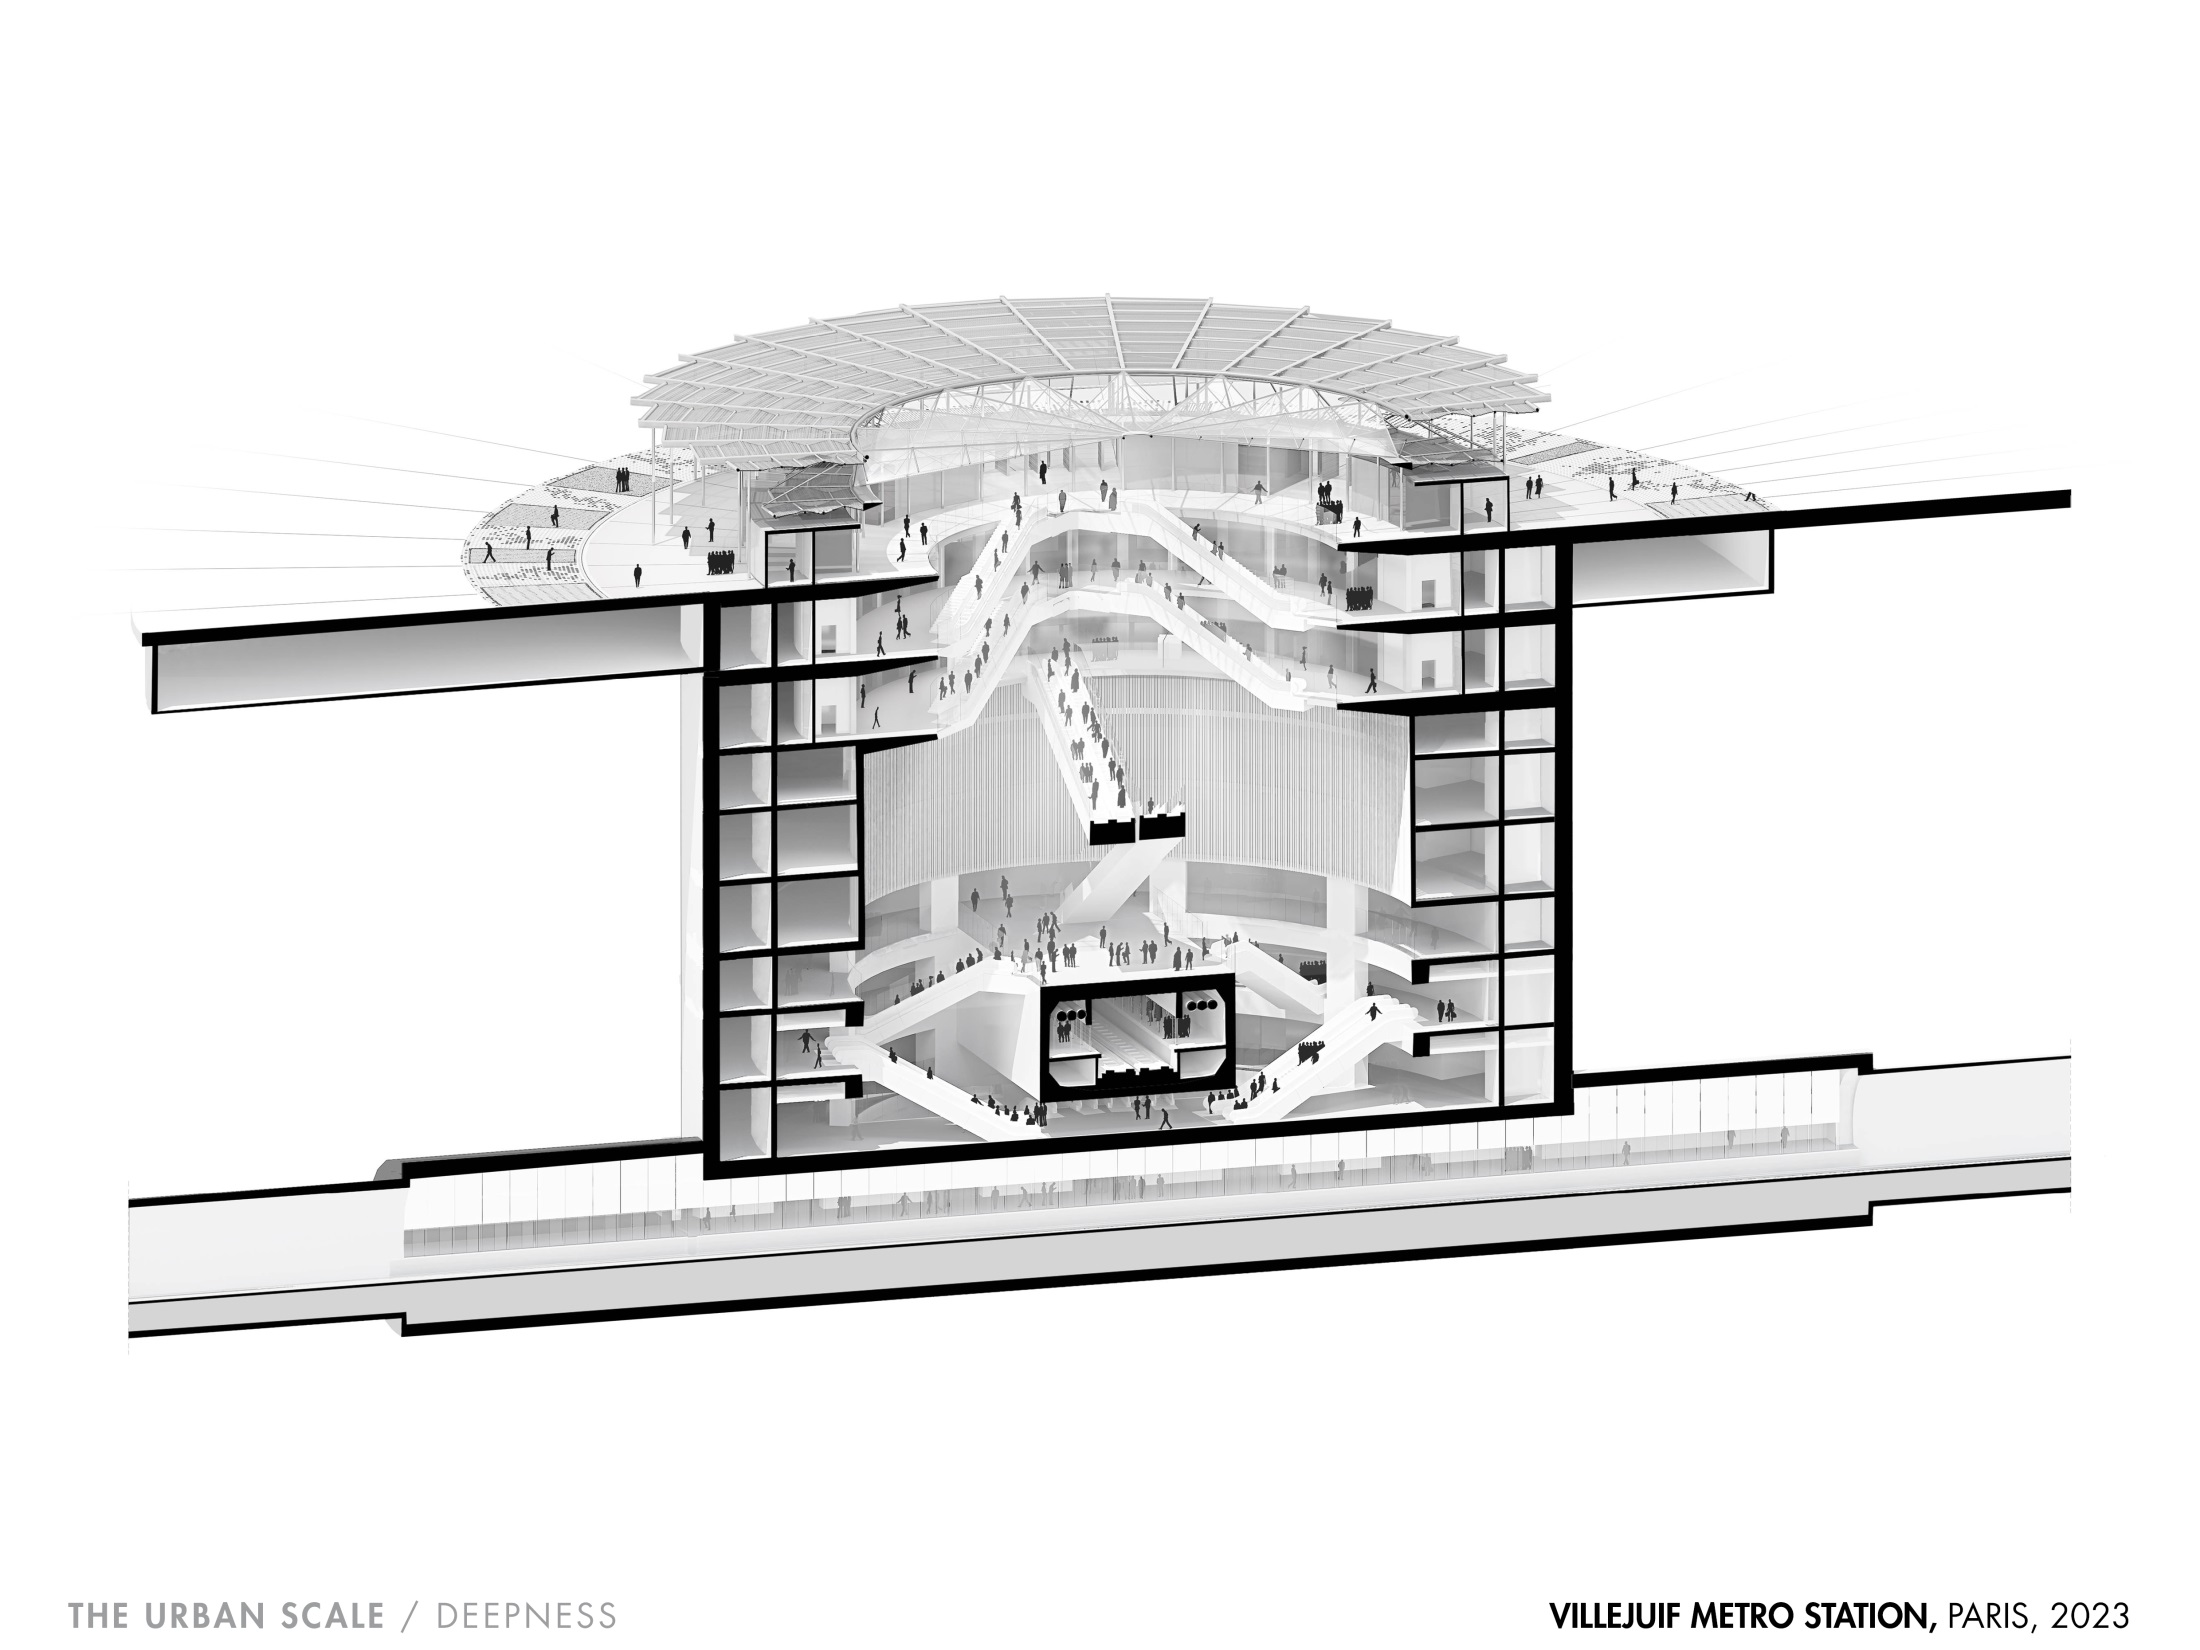 THE URBAN SCALE / DEEPNESS
VILLEJUIF METRO STATION, PARIS, 2023